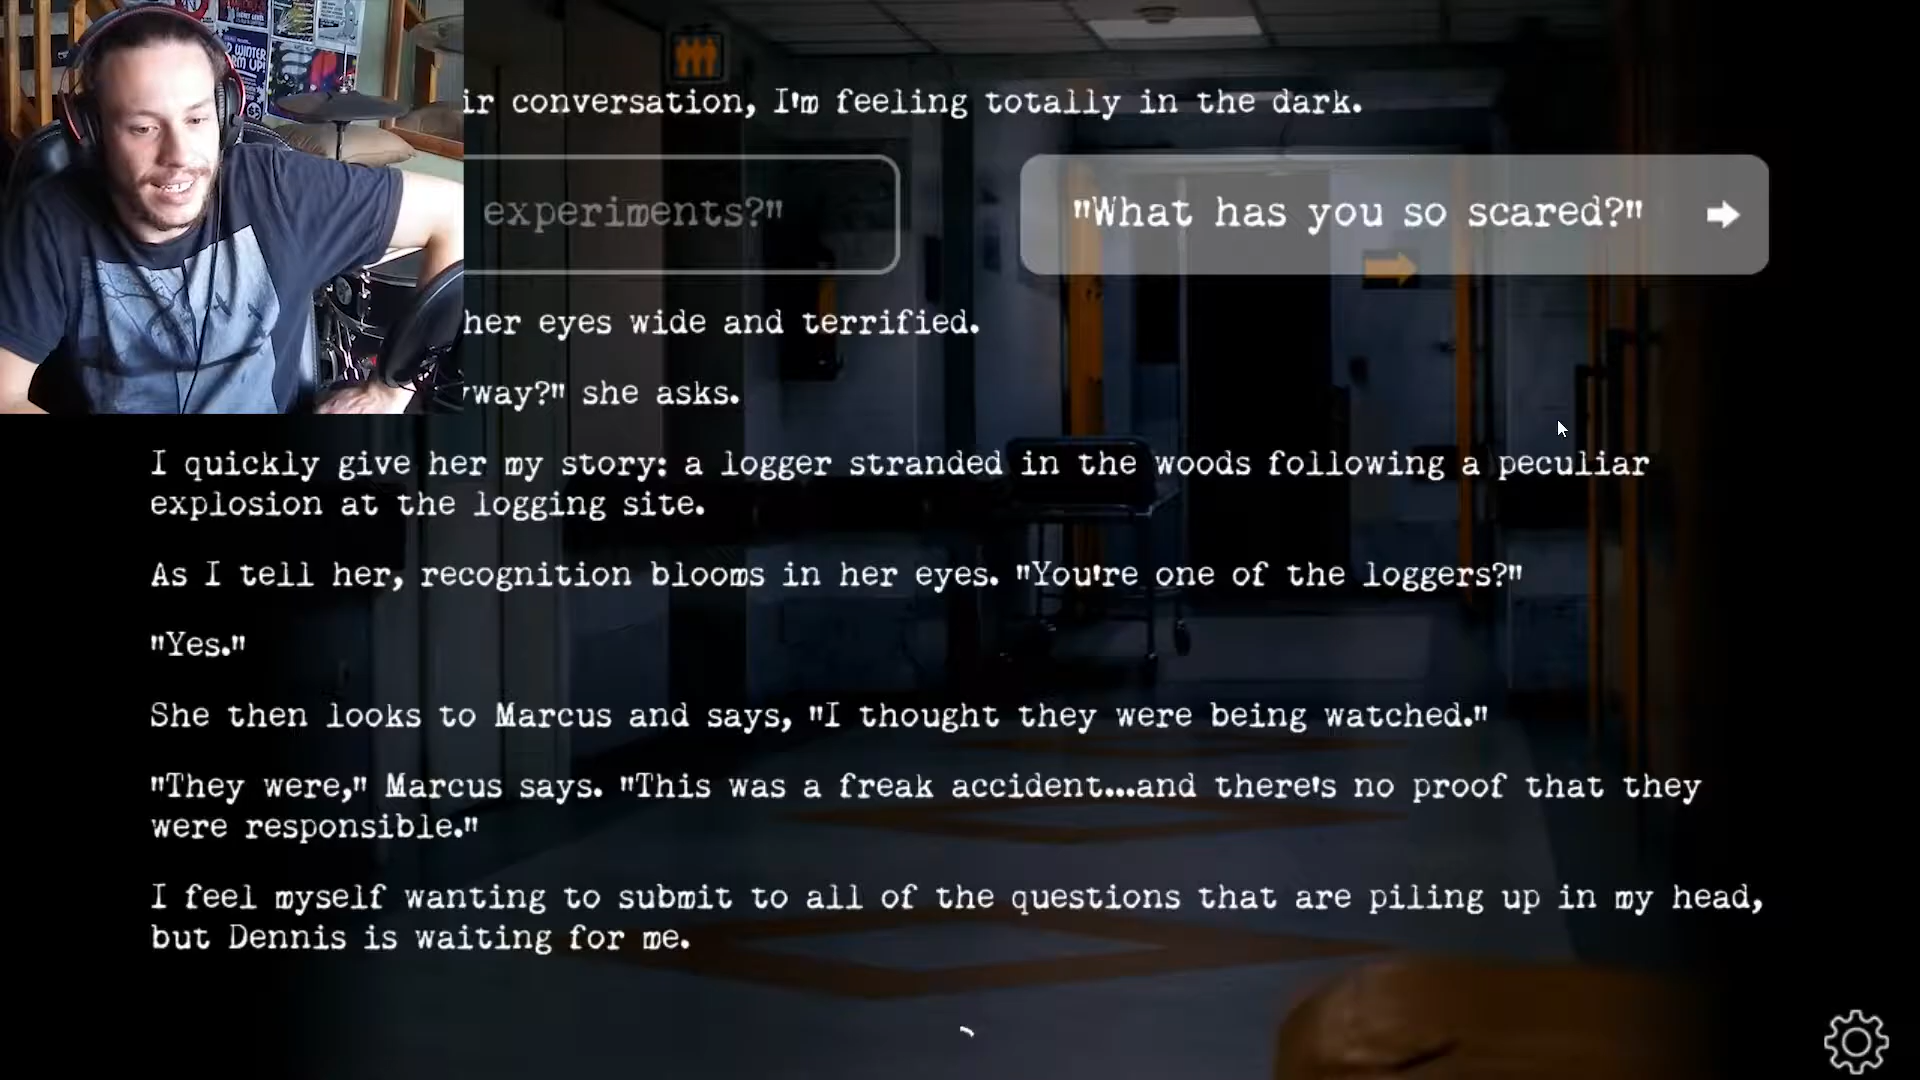 WINTER
RM UP!
ir conversation, I'm feeling totally in the dark.
experiments?"
"What has you so scared?"
her eyes wide and terrified.
way?" she asks.
I quickly give her my story: a logger stranded in the woods following a peculiar
explosion at the logging site.
As I tell her, recognition blooms in her eyes. "You're one of the loggers?"
"Yes."
She then looks to Marcus and says, "I thought they were being watched."
"They were," Marcus says. "This was a freak accident...and there's no proof that they
were responsible."
I feel myself wanting to submit to all of the questions that are piling up in my head,
but Dennis is waiting for me.